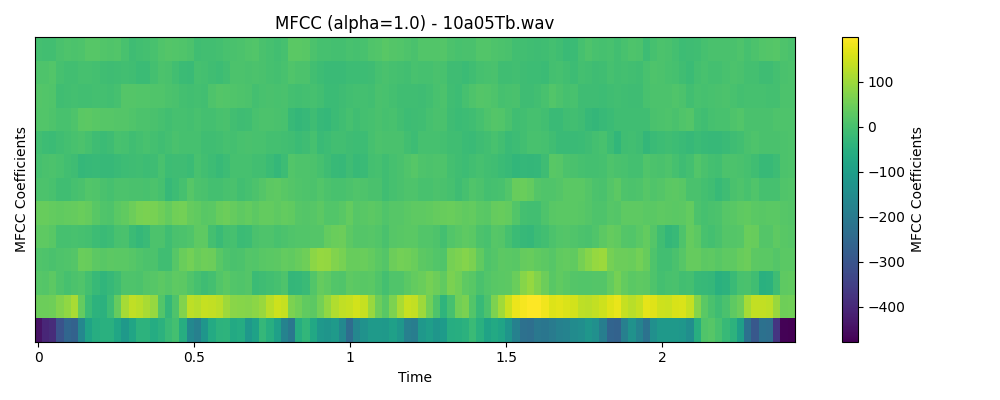 MFCC (alpha=1.0) - 10a05Tb.wav
MFCC Coefficients
0
0.5
1
1.5
2
Time
100
0
−100
−200
−300
−400
MFCC Coefficients